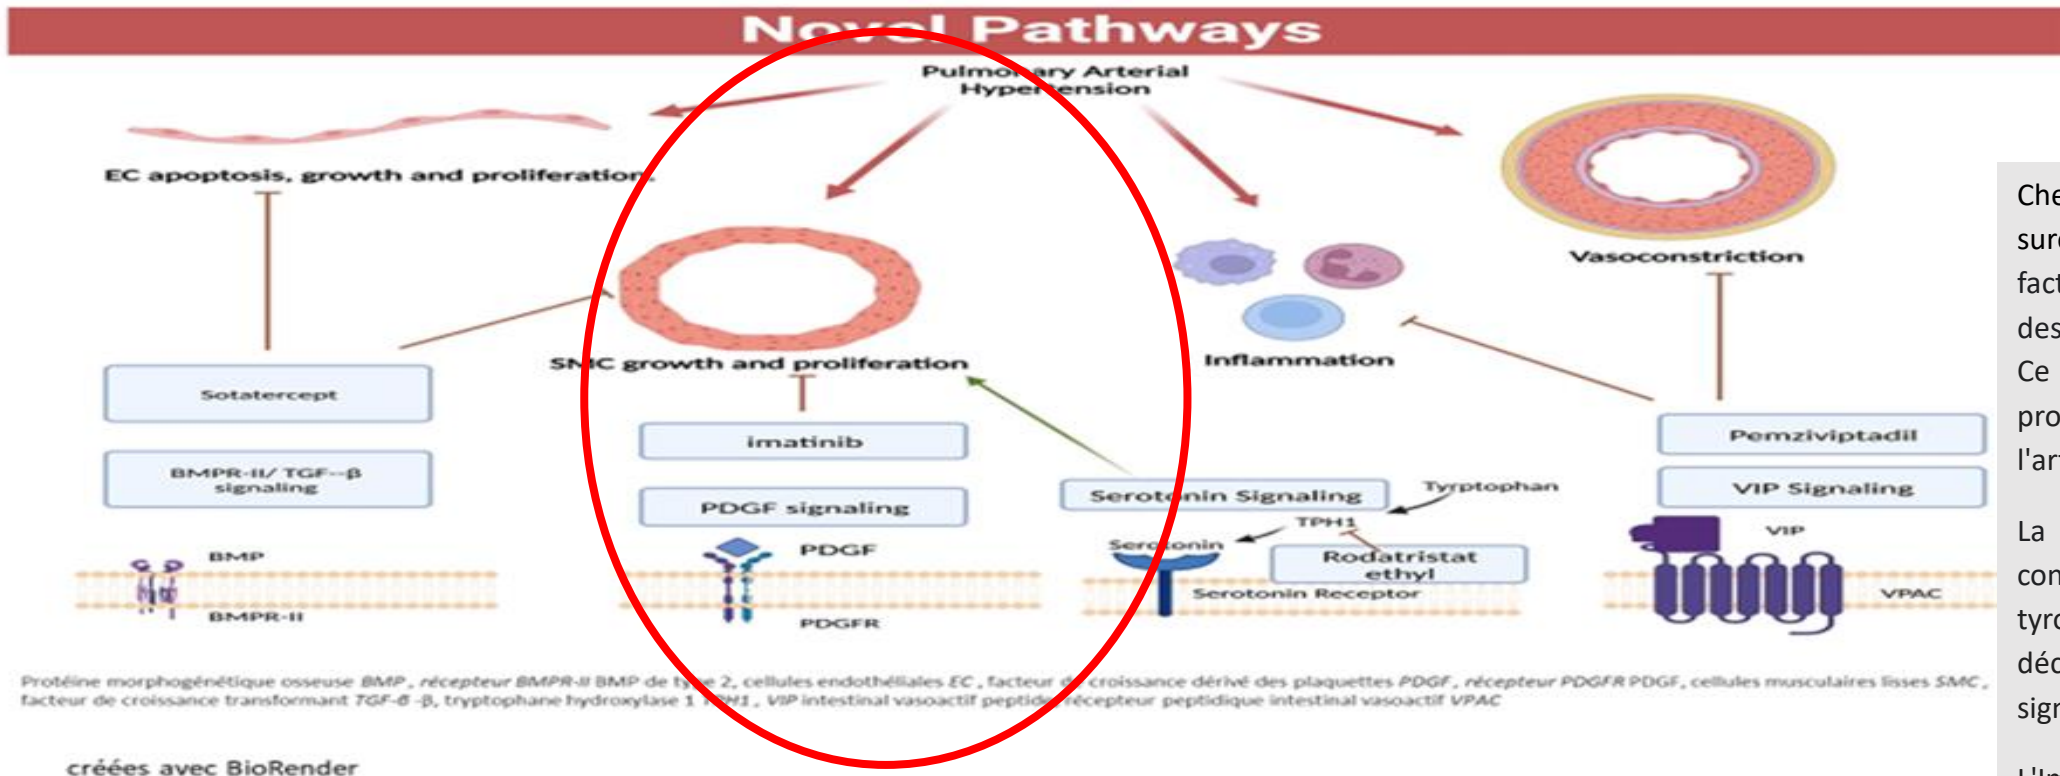 Novel Pathways
Pulmonary Arterial
Hypertension
EC apoptosis, growth and proliferation.
Vasoconstriction
SMC growth and proliferation
Inflammation
Sotatercept
BMPR-II/ TGF--β
signaling
BMP
BMPR-II
imatinib
PDGF signaling
PDGF
PDGFR
Serotonin Signaling
Tyrptophan
TPH1
Serotonin
Rodatristat
ethyl
Serotonin Receptor
Pemziviptadil
VIP Signaling
VIP
VPAC
Protéine morphogénétique osseuse BMP , récepteur BMPR-II BMP de type 2, cellules endothéliales EC , facteur de croissance dérivé des plaquettes PDGF , récepteur PDGFR PDGF, cellules musculaires lisses SMC ,
facteur de croissance transformant TGF-β -β, tryptophane hydroxylase 1 TPH1 , VIP intestinal vasoactif peptide, récepteur peptidique intestinal vasoactif VPAC
créées avec BioRender
Che
sur
fact
des
Ce
pro
l'ar
La
con
tyro
déc
sign